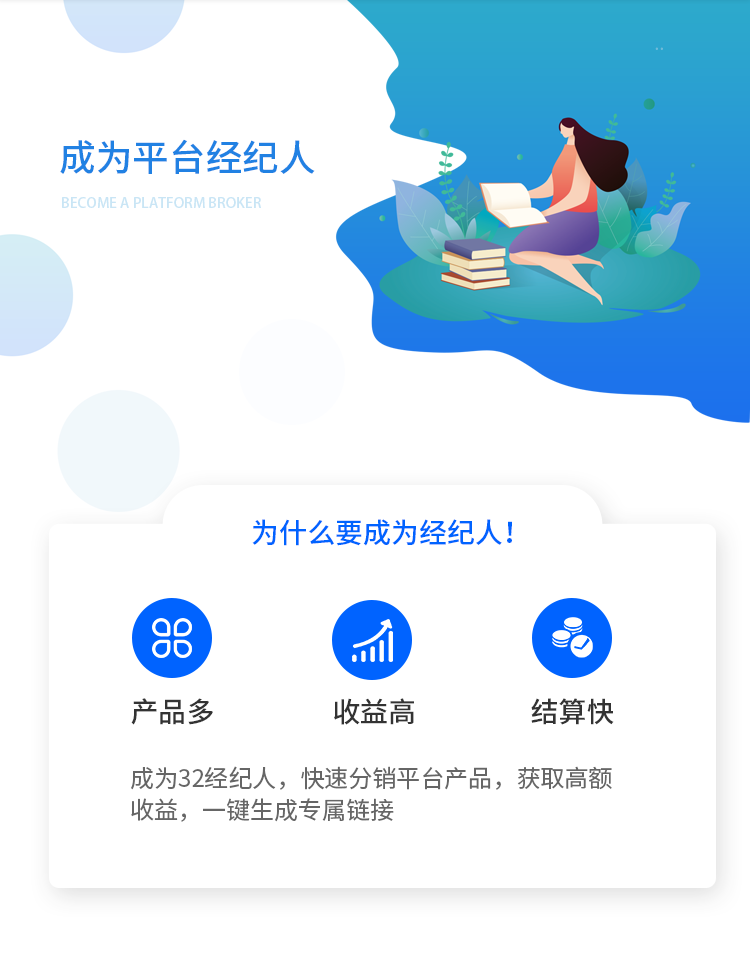 成为平台经纪人
BECOME A PLATFORM BROKER
为什么要成为经纪人！
产品多
收益高
结算快
成为32经纪人，快速分销平台产品，获取高额
收益，一键生成专属链接